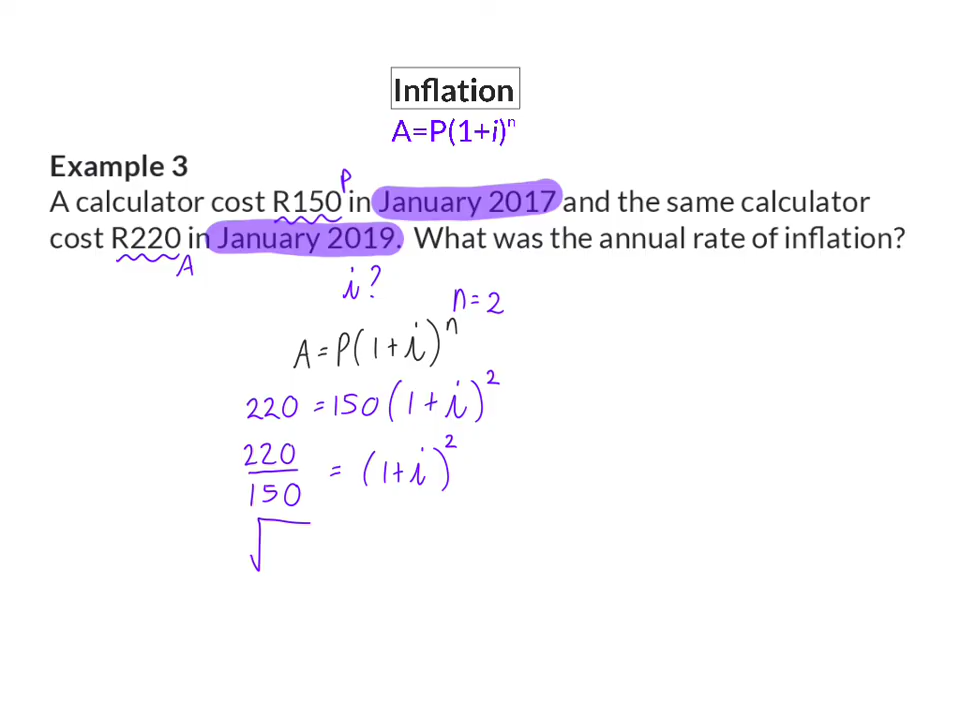 Inflation
A=P(1+i)ⁿ
Example 3
P
A calculator cost R150 in January 2017 and the same calculator
cost R220 in January 2019. What was the annual rate of inflation?
A
i?
n=2
A=P(1+i)ⁿ
220=150(1+i)²
220/150 = (1+i)²
√